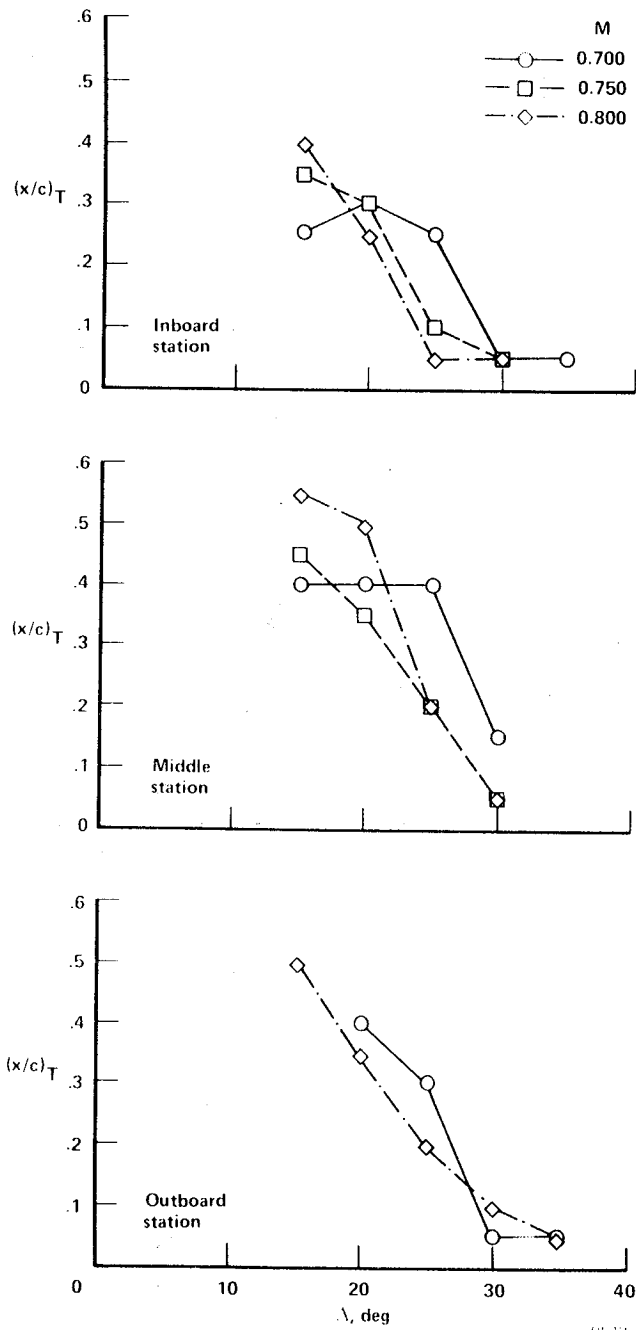 M
0.700
0.750
0.800
.6
.5
.4
(x/c)T
.3
.2
.1
0
Inboard
station
.6
.5
.4
(x/c)T
.3
.2
.1
0
Middle
station
.6
.5
.4
(x/c)T
.3
.2
.1
0
Outboard
station
0
10
20
30
40
Λ, deg